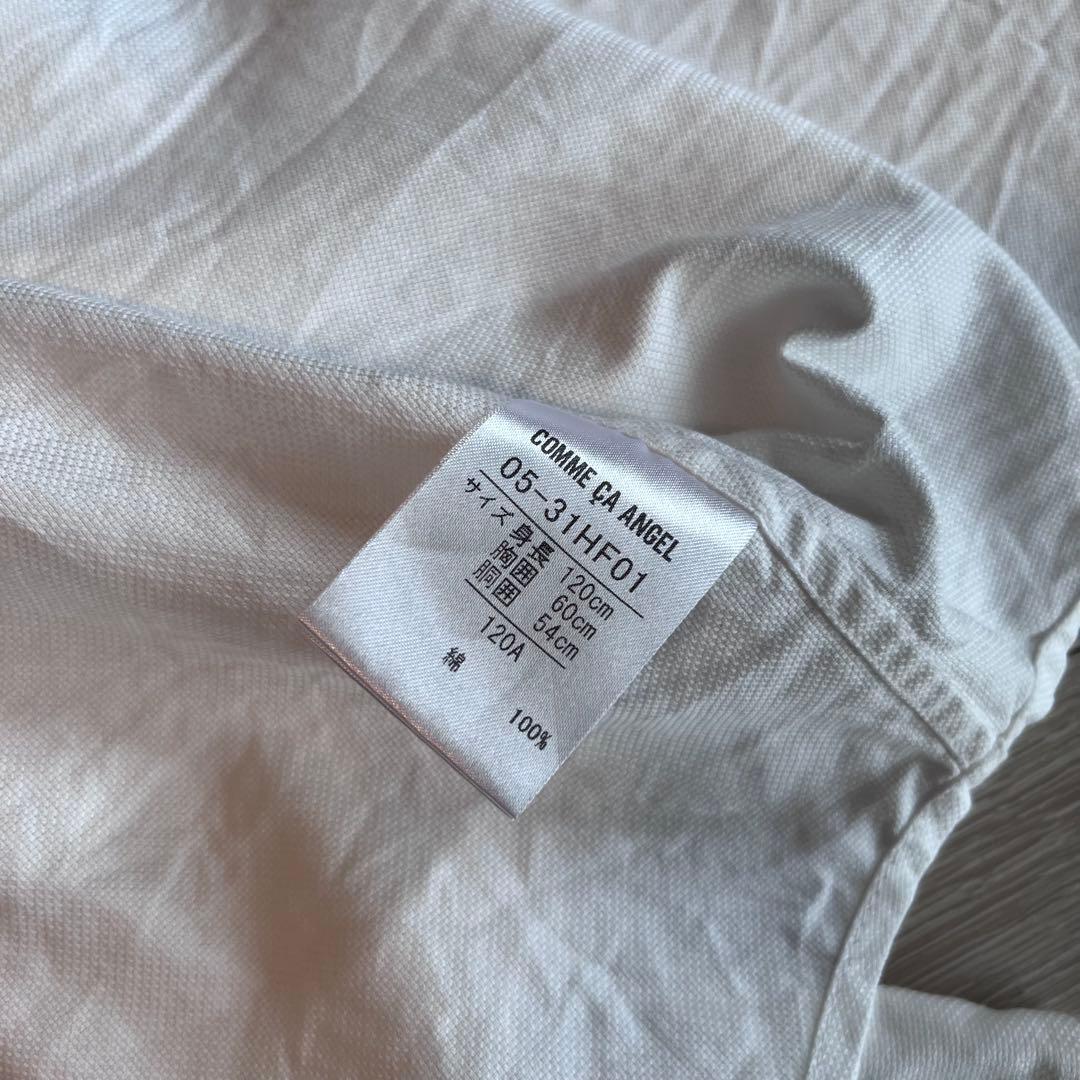 COMME ÇA ANGEL
05-31HF01
サイズ 身長 120cm
胸囲 60cm
胴囲 54cm
120A
綿 100%